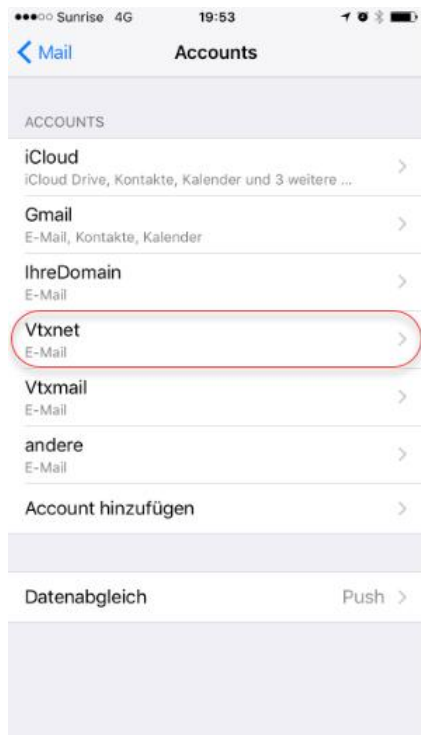 Sunrise 4G 19:53
Mail Accounts
ACCOUNTS
iCloud
iCloud Drive, Kontakte, Kalender und 3 weitere ...
Gmail
E-Mail, Kontakte, Kalender
IhreDomain
E-Mail
Vtxnet
E-Mail
Vtxmail
E-Mail
andere
E-Mail
Account hinzufügen
Datenabgleich Push